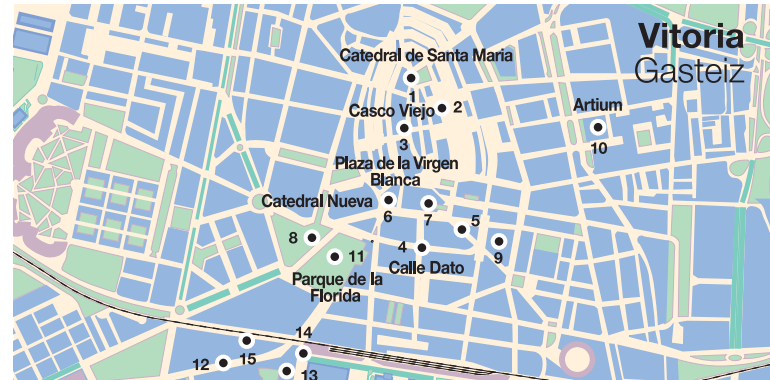 Vitoria
Gasteiz
Catedral de Santa Maria
1
2
Casco Viejo
3
Artium
10
Plaza de la Virgen
Blanca
Catedral Nueva
6
7
5
8
4
9
11
Calle Dato
Parque de la
Florida
14
12
15
13